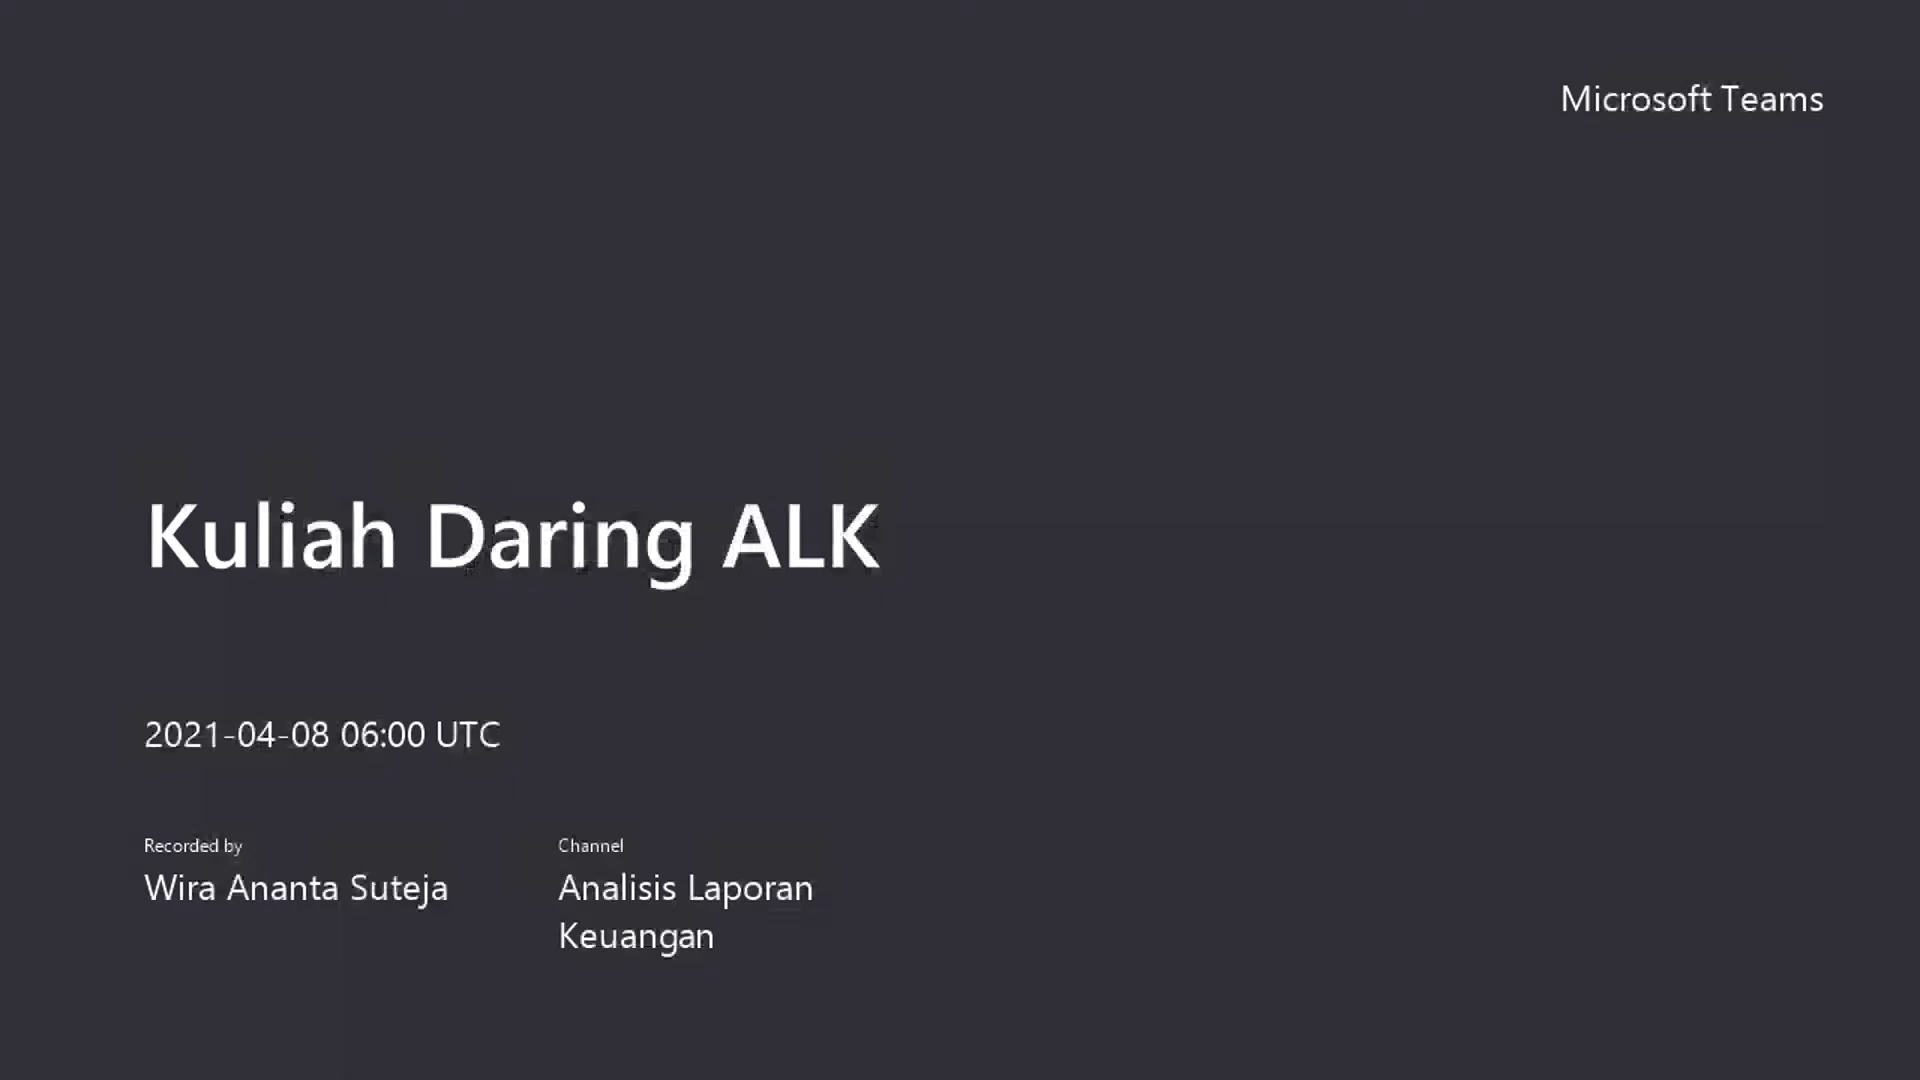 Microsoft Teams
Kuliah Daring ALK
2021-04-08 06:00 UTC
Recorded by
Wira Ananta Suteja
Channel
Analisis Laporan
Keuangan